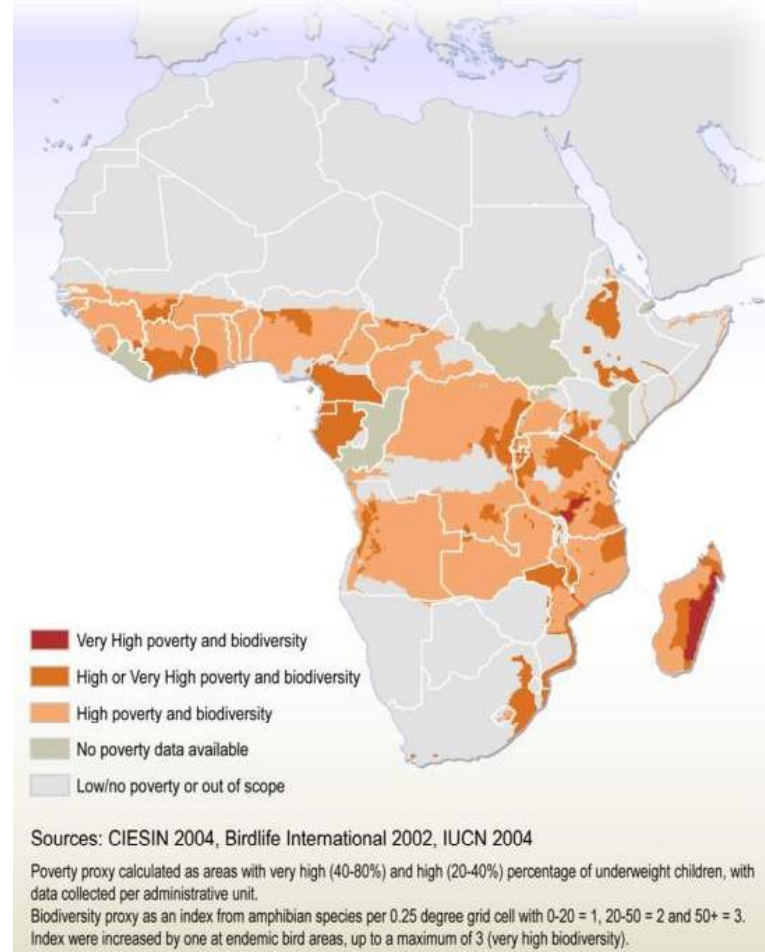 Very High poverty and biodiversity
High or Very High poverty and biodiversity
High poverty and biodiversity
No poverty data available
Low/no poverty or out of scope
Sources: CIESIN 2004, Birdlife International 2002, IUCN 2004
Poverty proxy calculated as areas with very high (40-80%) and high (20-40%) percentage of underweight children, with
data collected per administrative unit.
Biodiversity proxy as an index from amphibian species per 0.25 degree grid cell with 0-20 = 1, 20-50 = 2 and 50+ = 3.
Index were increased by one at endemic bird areas, up to a maximum of 3 (very high biodiversity).